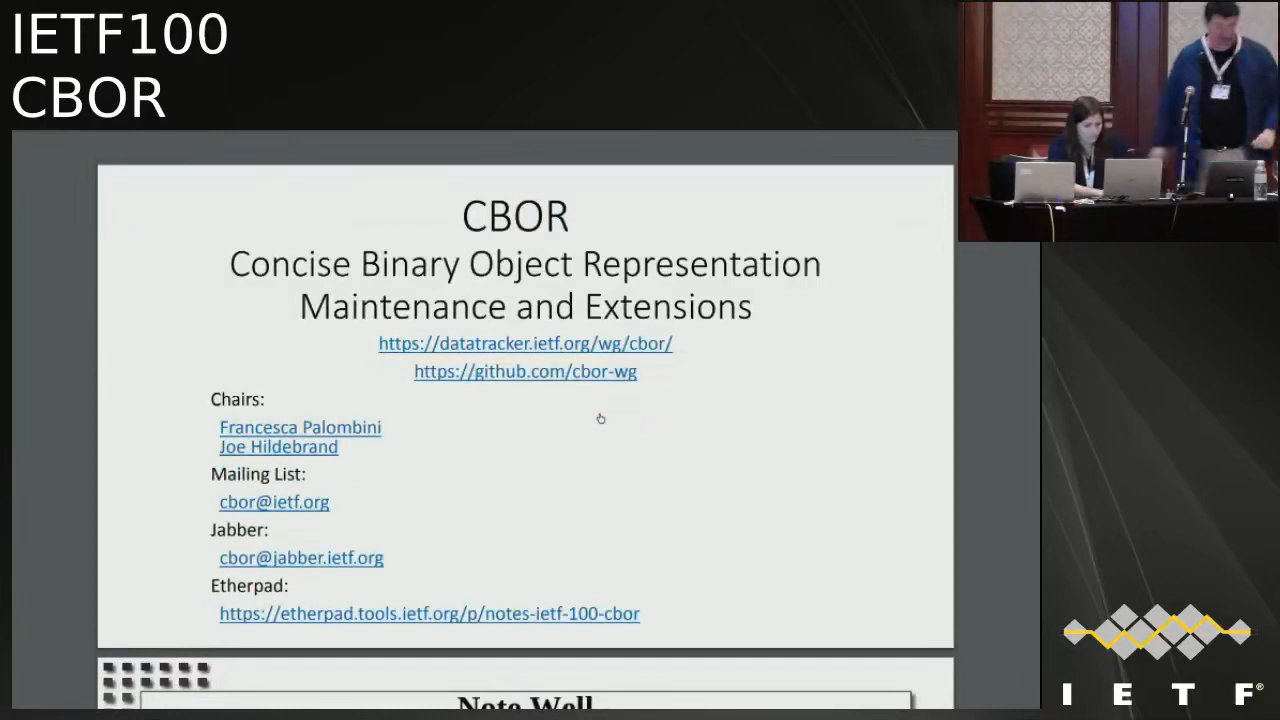 IETF100
CBOR
CBOR
Concise Binary Object Representation
Maintenance and Extensions
https://datatracker.ietf.org/wg/cbor/
https://github.com/cbor-wg
Chairs:
Francesca Palombini
Joe Hildebrand
Mailing List:
cbor@ietf.org
Jabber:
cbor@jabber.ietf.org
Etherpad:
https://etherpad.tools.ietf.org/p/notes-ietf-100-cbor
Note Well
I E T F®